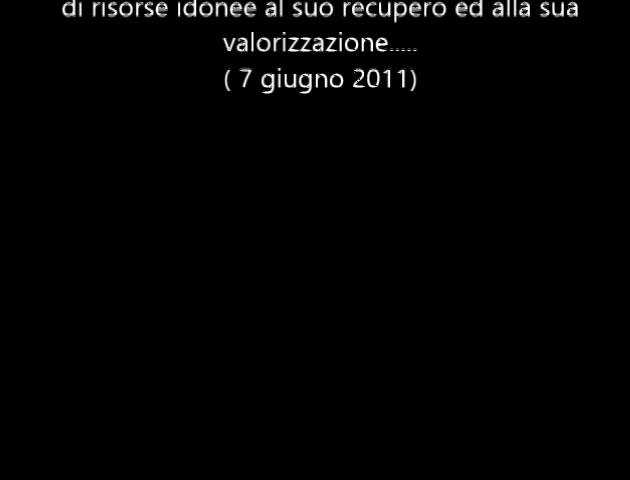 di risorse idonee al suo recupero ed alla sua
valorizzazione.....
( 7 giugno 2011)